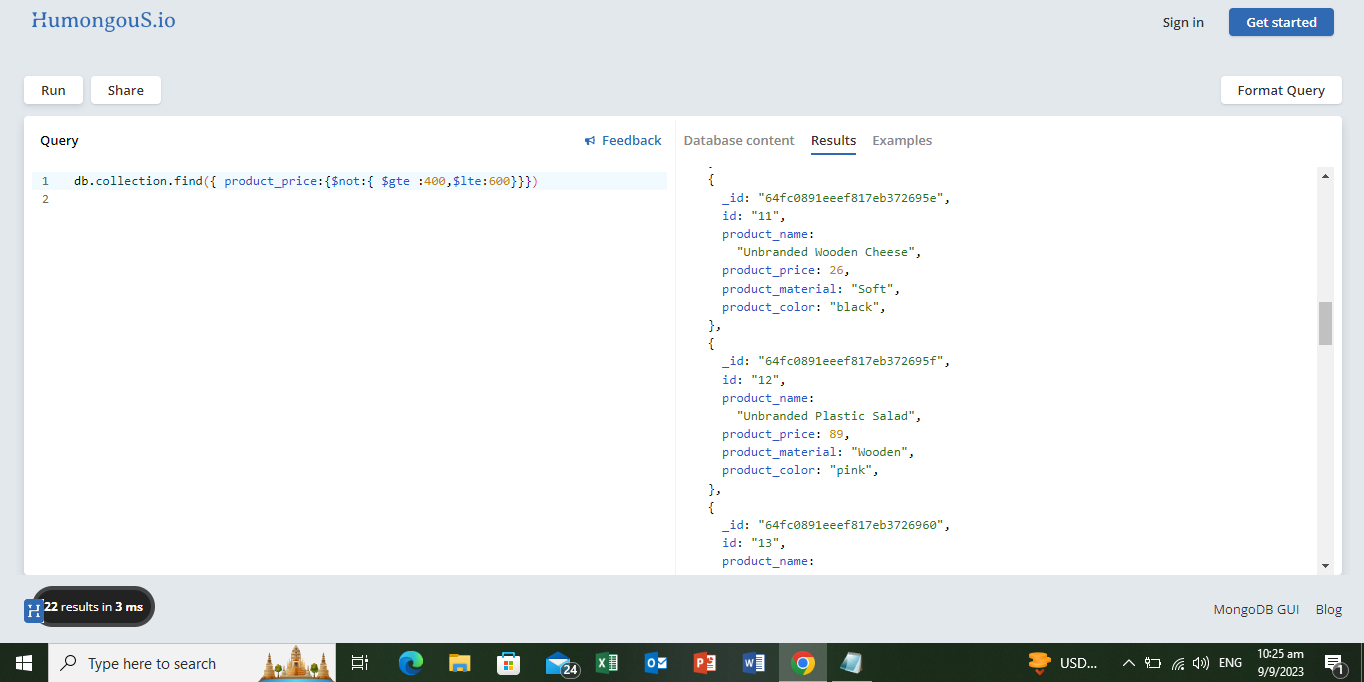 HumongouS.io
Sign in
Get started
Run
Share
Format Query
Query
Feedback
Database content
Results
Examples
1 db.collection.find({ product_price:{$not:{ $gte :400,$lte:600}}})
2
{
_id: "64fc0891eeef817eb372695e",
id: "11",
product_name:
"Unbranded Wooden Cheese",
product_price: 26,
product_material: "Soft",
product_color: "black",
},
{
_id: "64fc0891eeef817eb372695f",
id: "12",
product_name:
"Unbranded Plastic Salad",
product_price: 89,
product_material: "Wooden",
product_color: "pink",
},
{
_id: "64fc0891eeef817eb3726960",
id: "13",
product_name:
H 22 results in 3 ms
MongoDB GUI
Blog
Type here to search
24
USD...
ENG
10:25 am
9/9/2023
1